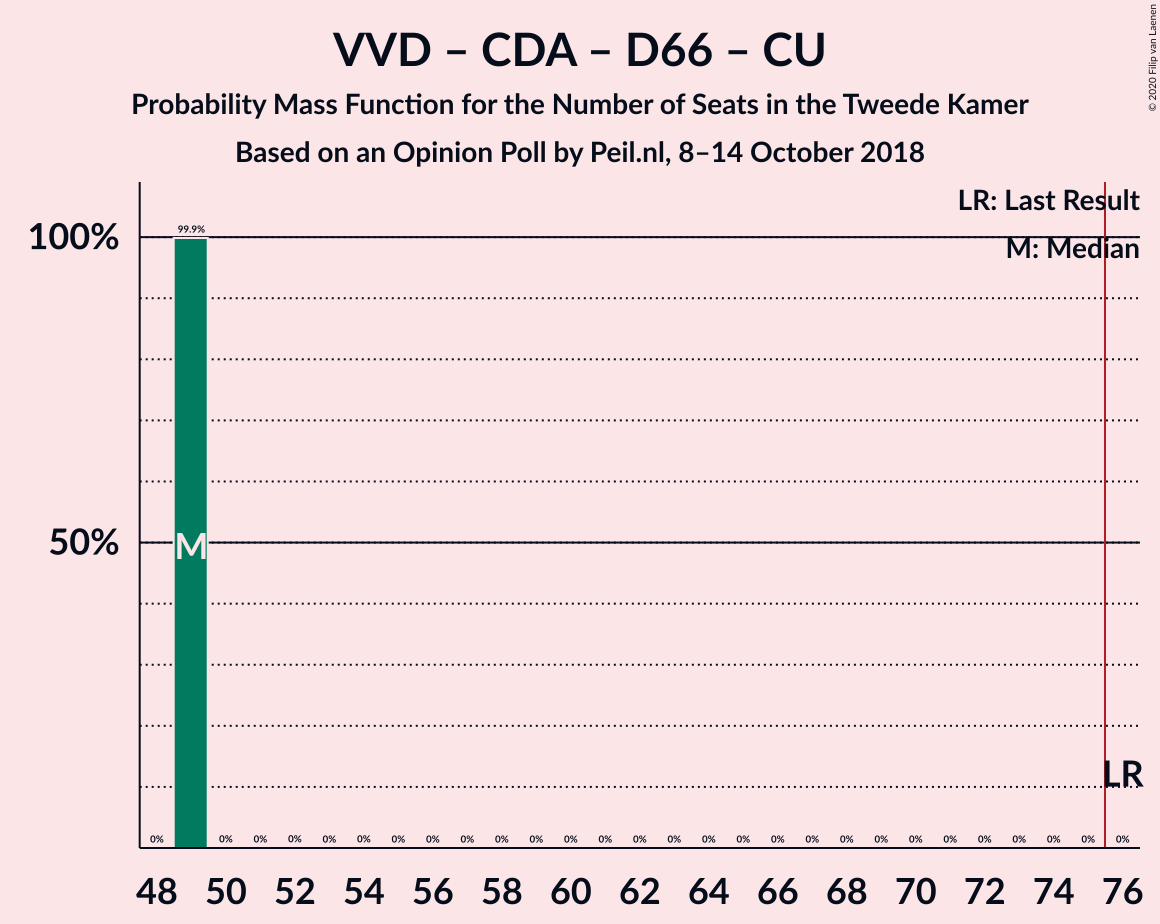 VVD – CDA – D66 – CU
Probability Mass Function for the Number of Seats in the Tweede Kamer
Based on an Opinion Poll by Peil.nl, 8–14 October 2018
© 2020 Filip van Laenen
LR: Last Result
M: Median
100%
50%
99.9%
M
LR
0% 0% 0% 0% 0% 0% 0% 0% 0% 0% 0% 0% 0% 0% 0% 0% 0% 0% 0% 0% 0% 0% 0% 0% 0% 0% 0% 0%
48 50 52 54 56 58 60 62 64 66 68 70 72 74 76